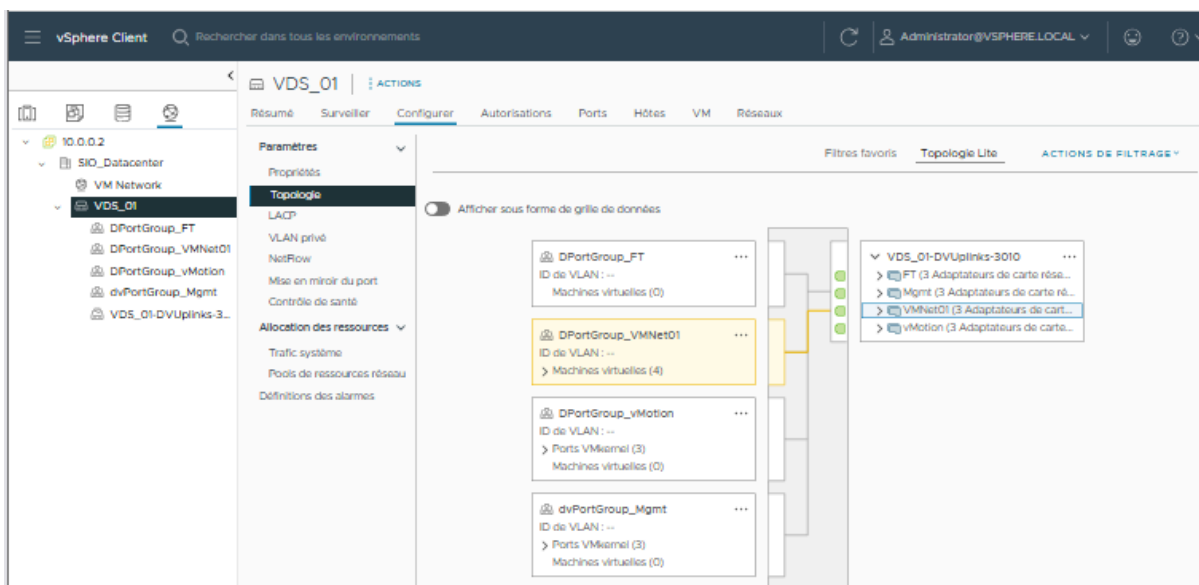 vSphere Client
Rechercher dans tous les environnements
Administrator@VSPHERE.LOCAL
VDS_01
ACTIONS
Résumé Surveiller Configurer Autorisations Ports Hôtes VM Réseaux
10.0.0.2
SIO_Datacenter
VM Network
VDS_01
DPortGroup_FT
DPortGroup_VMNet01
DPortGroup_vMotion
dvPortGroup_Mgmt
VDS_01-DVUplinks-3...
Paramètres
Propriétés
Topologie
LACP
VLAN privé
NetFlow
Mise en miroir du port
Contrôle de santé
Allocation des ressources
Trafic système
Pools de ressources réseau
Définitions des alarmes
Filtres favoris Topologie Lite ACTIONS DE FILTRAGE
Afficher sous forme de grille de données
DPortGroup_FT ...
ID de VLAN : --
Machines virtuelles (0)
DPortGroup_VMNet01 ...
ID de VLAN : --
Machines virtuelles (4)
DPortGroup_vMotion ...
ID de VLAN : --
Ports VMkernel (3)
Machines virtuelles (0)
dvPortGroup_Mgmt ...
ID de VLAN : --
Ports VMkernel (3)
Machines virtuelles (0)
VDS_01-DVUplinks-3010 ...
FT (3 Adaptateurs de carte rése...
Mgmt (3 Adaptateurs de carte ré...
VMNet01 (3 Adaptateurs de cart...
vMotion (3 Adaptateurs de carte...